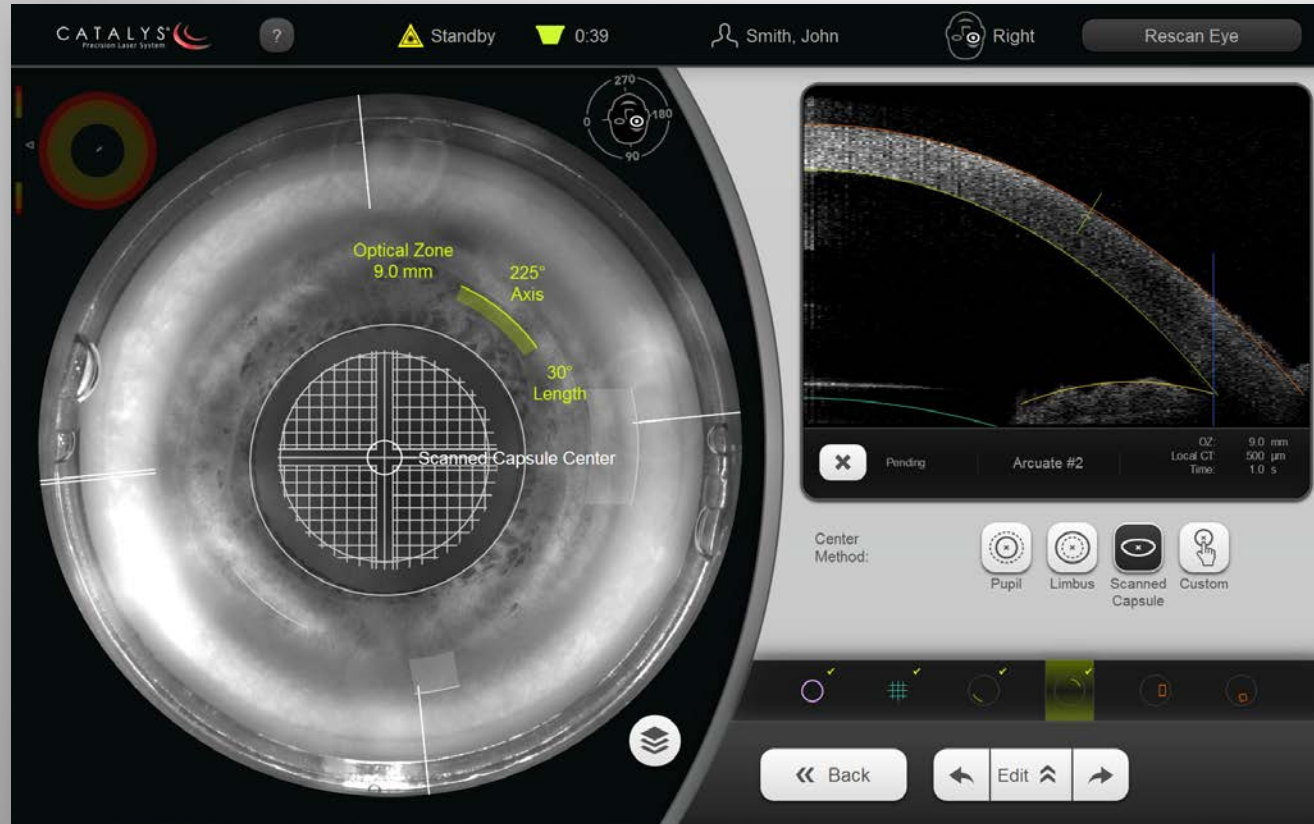 CATALYS®
Precision Laser System
?
Standby
0:39
Smith, John
Right
Rescan Eye
270
0
180
90
Optical Zone
9.0 mm
225°
Axis
30°
Length
Scanned Capsule Center
Pending
Arcuate #2
OZ: 9.0 mm
Local CT: 500 µm
Time: 1.0 s
Center
Method:
Pupil
Limbus
Scanned
Capsule
Custom
Back
Edit